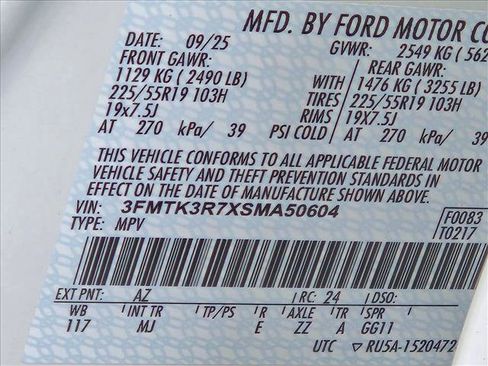 MFD. BY FORD MOTOR CO
DATE: 09/25 GVWR: 2549 KG (562
FRONT GAWR: REAR GAWR:
1129 KG (2490 LB) WITH 1476 KG (3255 LB)
225/55R19 103H TIRES 225/55R19 103H
19x7.5J RIMS 19X7.5J
AT 270 kPa/ 39 PSI COLD AT 270 kPa/ 39
THIS VEHICLE CONFORMS TO ALL APPLICABLE FEDERAL MOTOR
VEHICLE SAFETY AND THEFT PREVENTION STANDARDS IN
EFFECT ON THE DATE OF MANUFACTURE SHOWN ABOVE.
VIN: 3FMTK3R7XSMA50604 F0083
TYPE: MPV T0217
EXT PNT: AZ RC: 24 DSO:
WB INT TR TP/PS R AXLE TR SPR
117 MJ E ZZ A GG11
UTC ▽ RU5A-1520472